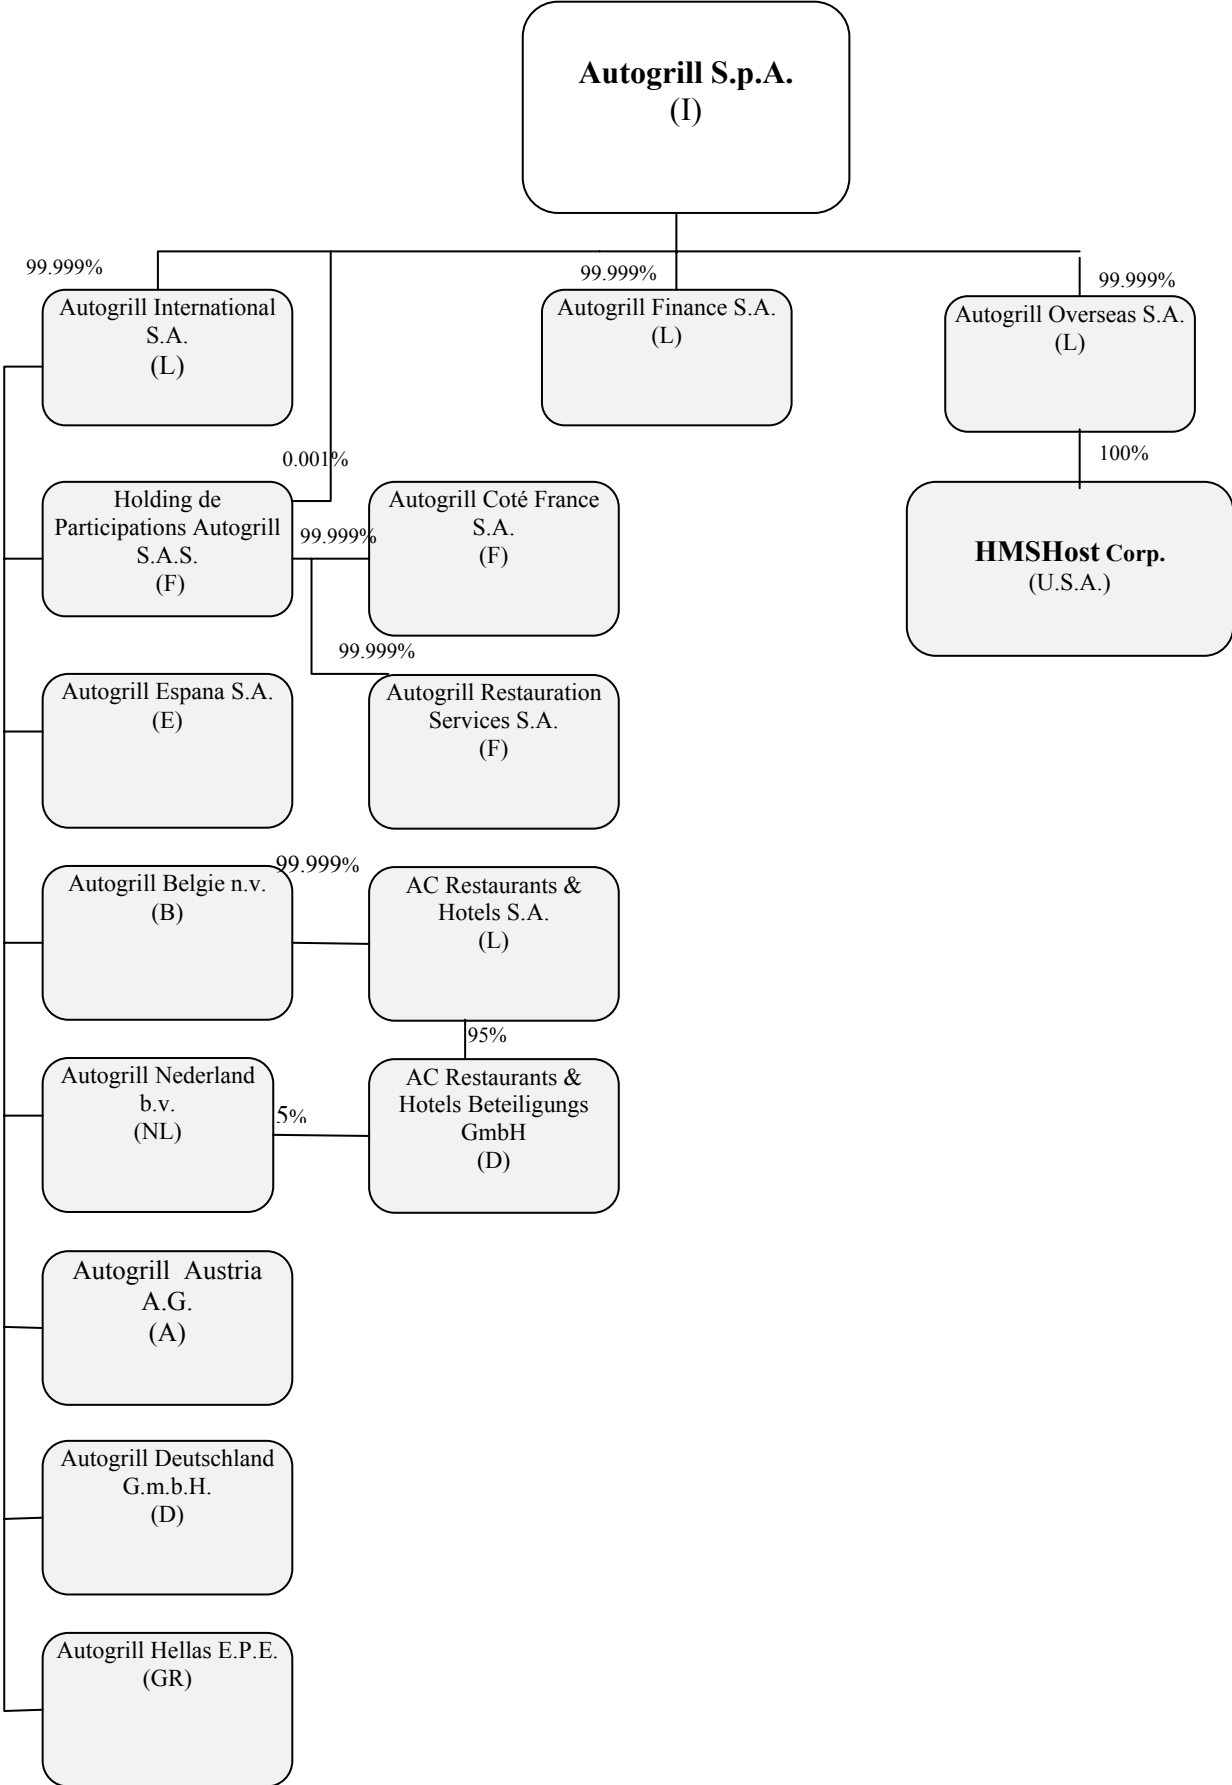 Autogrill S.p.A.
(I)
99.999%
99.999%
99.999%
Autogrill International
S.A.
(L)
Autogrill Finance S.A.
(L)
Autogrill Overseas S.A.
(L)
0.001%
100%
Holding de
Participations Autogrill
S.A.S.
(F)
99.999%
Autogrill Coté France
S.A.
(F)
HMSHost Corp.
(U.S.A.)
99.999%
Autogrill Espana S.A.
(E)
Autogrill Restauration
Services S.A.
(F)
Autogrill Belgie n.v.
(B)
99.999%
AC Restaurants &
Hotels S.A.
(L)
95%
Autogrill Nederland
b.v.
(NL)
5%
AC Restaurants &
Hotels Beteiligungs
GmbH
(D)
Autogrill  Austria
A.G.
(A)
Autogrill Deutschland
G.m.b.H.
(D)
Autogrill Hellas E.P.E.
(GR)